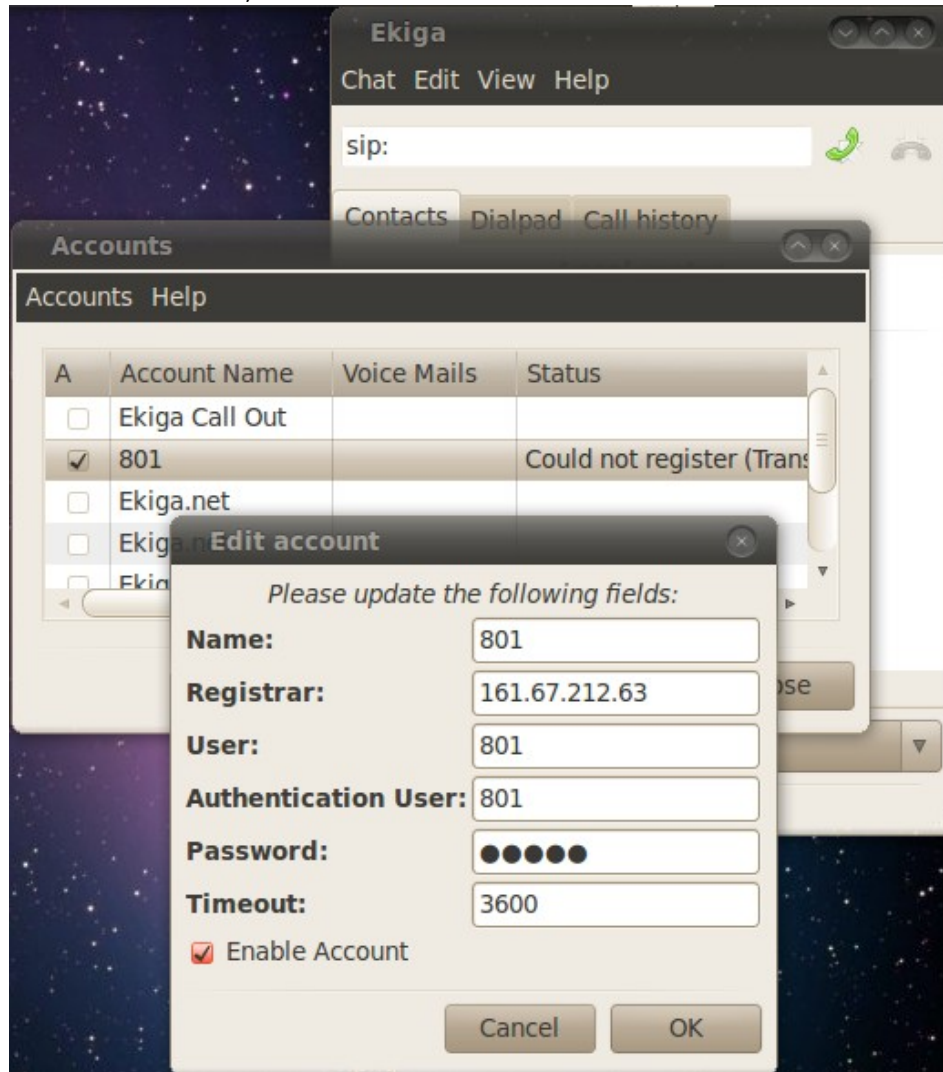 Ekiga
Chat Edit View Help
sip:
Contacts Dialpad Call history
Accounts
Accounts Help
A Account Name Voice Mails Status
Ekiga Call Out
801 Could not register (Trans
Ekiga.net
Edit account
Please update the following fields:
Name: 801
Registrar: 161.67.212.63
User: 801
Authentication User: 801
Password: ●●●●●
Timeout: 3600
Enable Account
Cancel OK